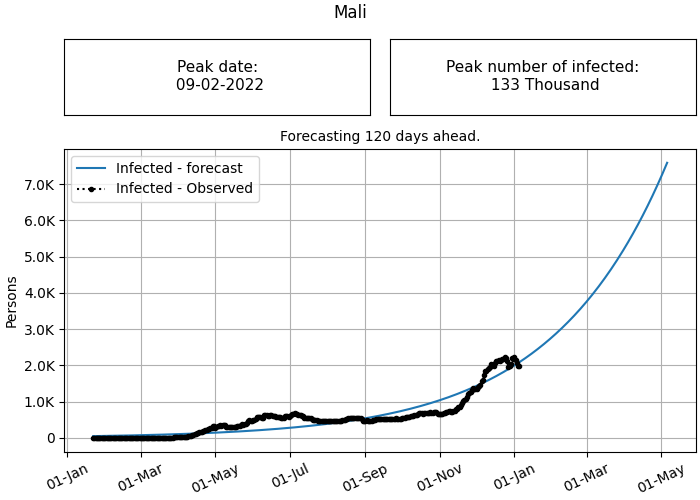 Mali
Peak date:
09-02-2022
Peak number of infected:
133 Thousand
Forecasting 120 days ahead.
Infected - forecast
Infected - Observed
7.0K
6.0K
5.0K
4.0K
3.0K
2.0K
1.0K
0
Persons
01-Jan
01-Mar
01-May
01-Jul
01-Sep
01-Nov
01-Jan
01-Mar
01-May